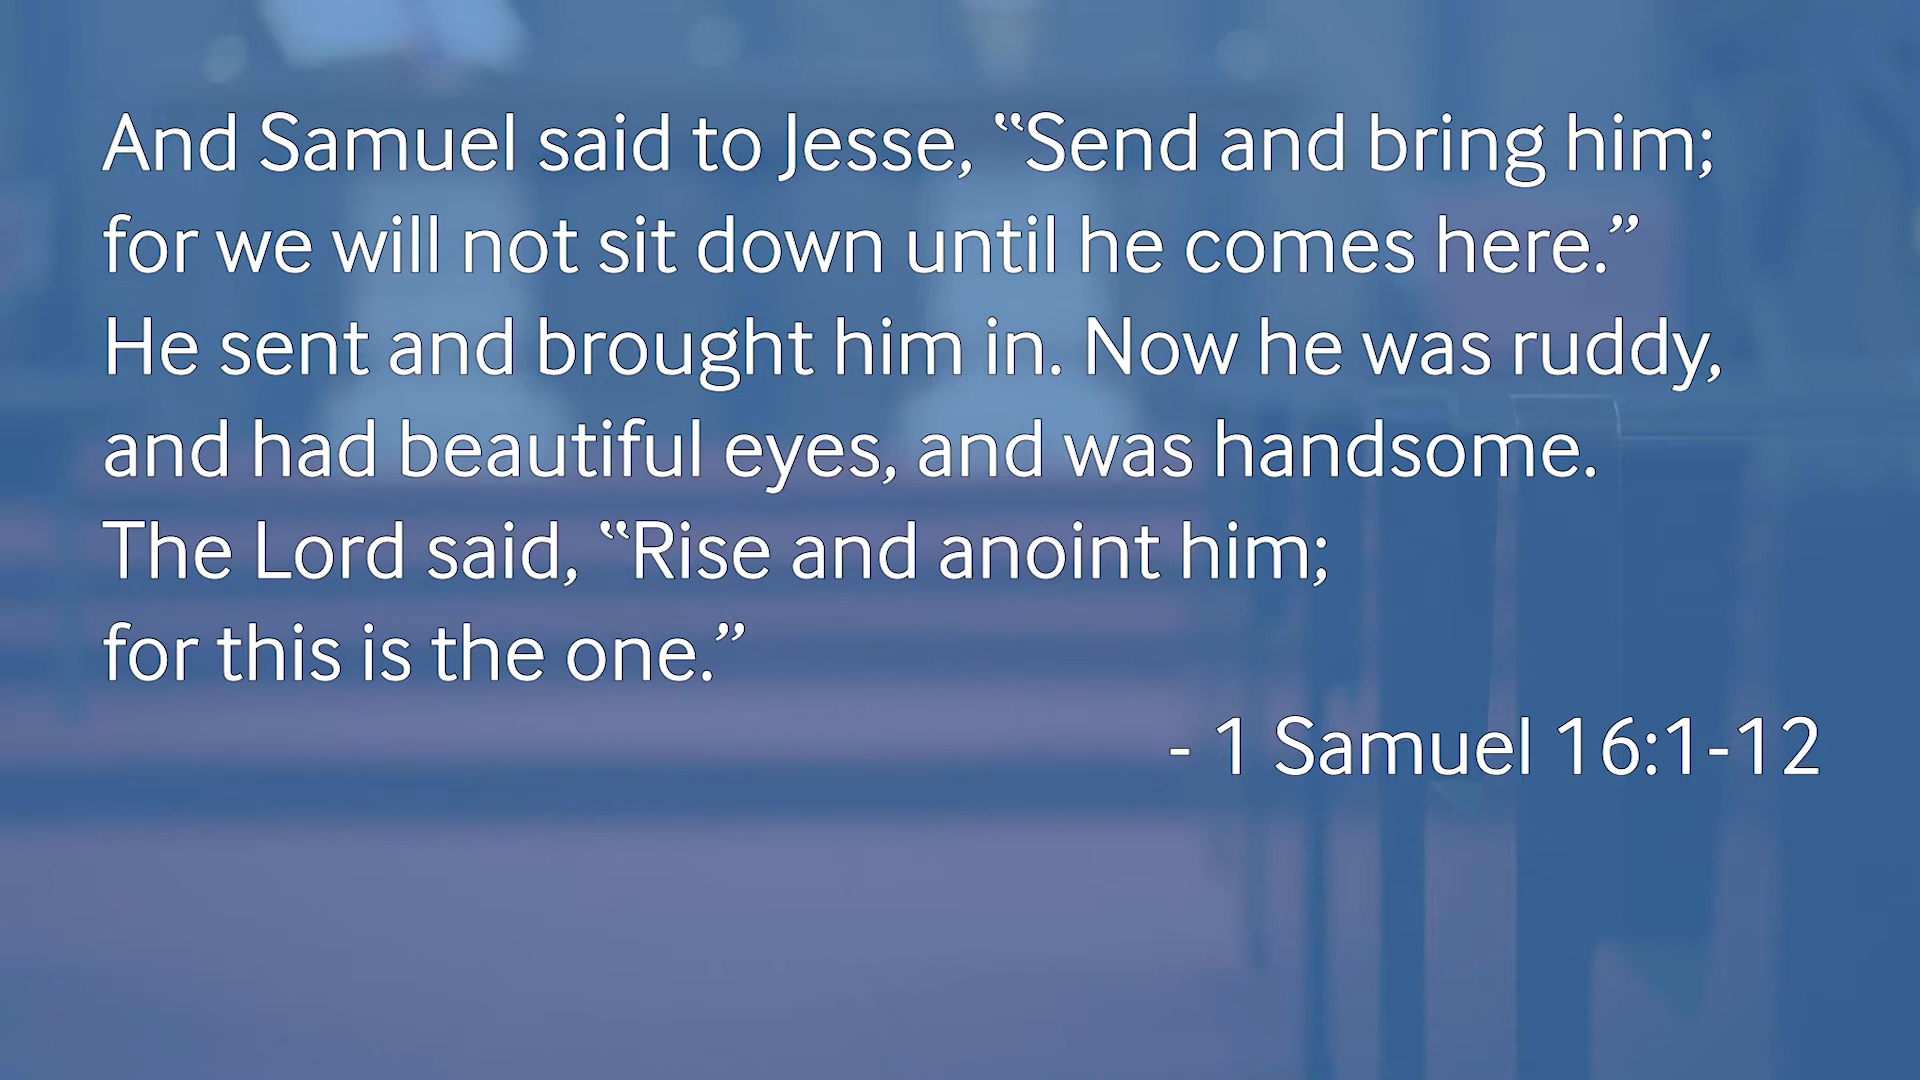 And Samuel said to Jesse, “Send and bring him;
for we will not sit down until he comes here.”
He sent and brought him in. Now he was ruddy,
and had beautiful eyes, and was handsome.
The Lord said, “Rise and anoint him;
for this is the one.”
- 1 Samuel 16:1-12